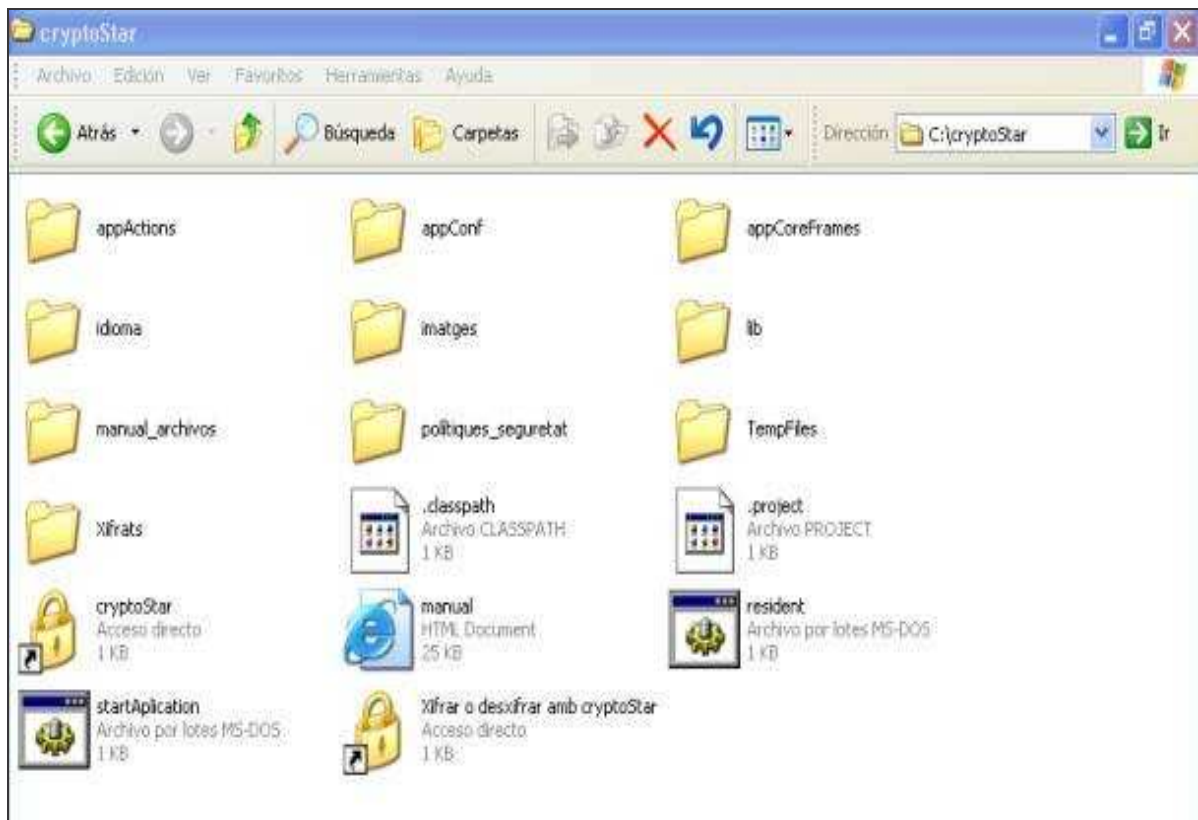 cryptoStar
Archivo Edición Ver Favoritos Herramientas Ayuda
Atrás Búsqueda Carpetas Dirección C:\cryptoStar Ir
appActions appConf appCoreFrames
idioma imatges lib
manual_archivos polítiques_seguretat TempFiles
Xifrats
.classpath
Archivo CLASSPATH
1 KB
.project
Archivo PROJECT
1 KB
cryptoStar
Acceso directo
1 KB
manual
HTML Document
25 KB
resident
Archivo por lotes MS-DOS
1 KB
startAplication
Archivo por lotes MS-DOS
1 KB
Xifrar o desxifrar amb cryptoStar
Acceso directo
1 KB